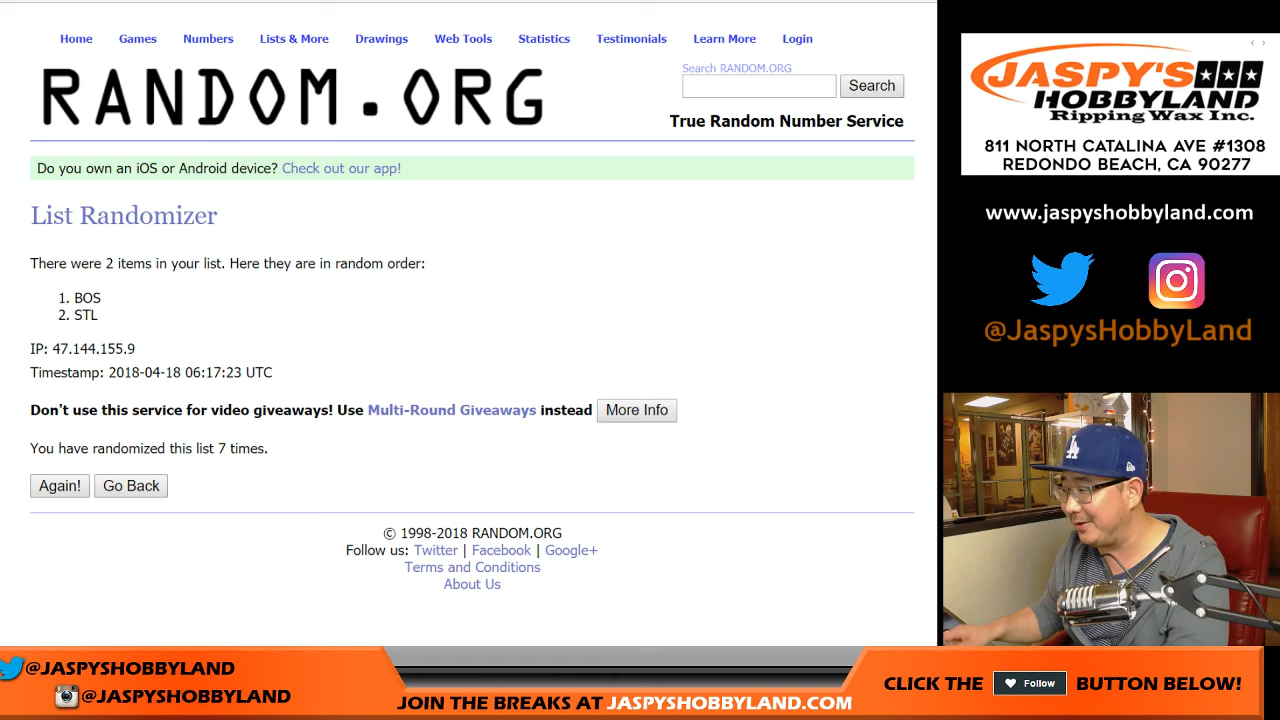 Home Games Numbers Lists & More Drawings Web Tools Statistics Testimonials Learn More Login
RANDOM.ORG
Search RANDOM.ORG
Search
True Random Number Service
Do you own an iOS or Android device? Check out our app!
List Randomizer
There were 2 items in your list. Here they are in random order:
1. BOS
2. STL
IP: 47.144.155.9
Timestamp: 2018-04-18 06:17:23 UTC
Don't use this service for video giveaways! Use Multi-Round Giveaways instead More Info
You have randomized this list 7 times.
Again! Go Back
© 1998-2018 RANDOM.ORG
Follow us: Twitter | Facebook | Google+
Terms and Conditions
About Us
JASPY'S
HOBBYLAND
Ripping Wax Inc.
811 NORTH CATALINA AVE #1308
REDONDO BEACH, CA 90277
www.jaspyshobbyland.com
@JaspysHobbyLand
LA
@JASPYSHOBBYLAND
@JASPYSHOBBYLAND
JOIN THE BREAKS AT JASPYSHOBBYLAND.COM
CLICK THE Follow BUTTON BELOW!